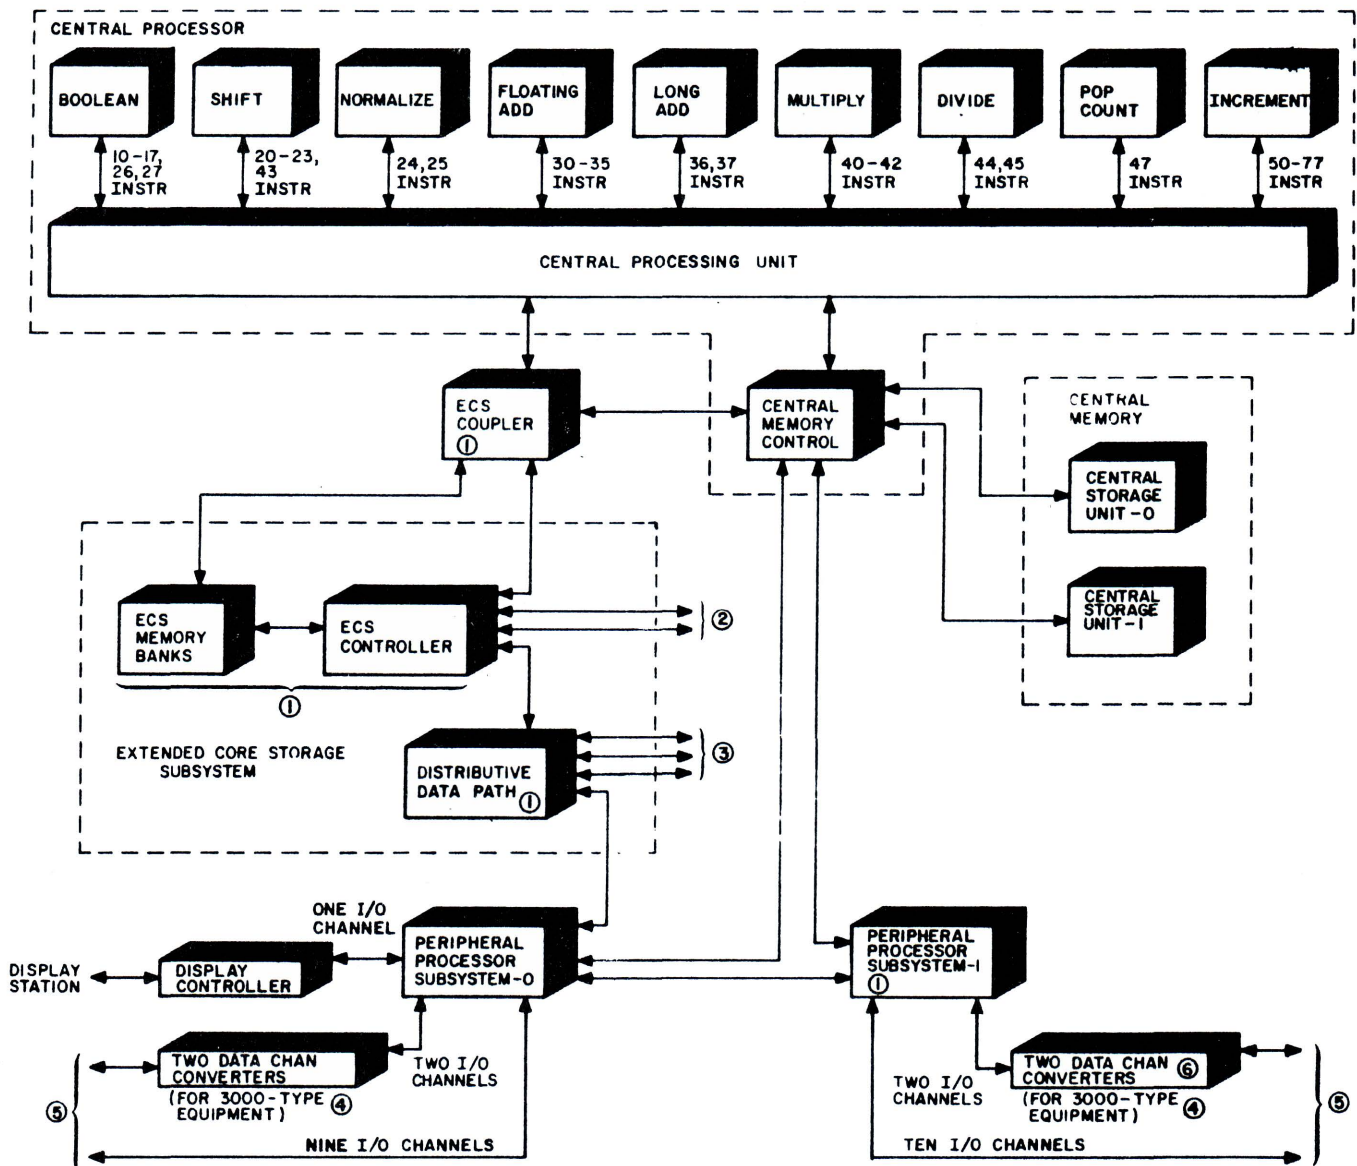 CENTRAL PROCESSOR
BOOLEAN
SHIFT
NORMALIZE
FLOATING
ADD
LONG
ADD
MULTIPLY
DIVIDE
POP
COUNT
INCREMENT
10-17,
26,27
INSTR
20-23,
43
INSTR
24,25
INSTR
30-35
INSTR
36,37
INSTR
40-42
INSTR
44,45
INSTR
47
INSTR
50-77
INSTR
CENTRAL PROCESSING UNIT
ECS
COUPLER
①
CENTRAL
MEMORY
CONTROL
CENTRAL
MEMORY
CENTRAL
STORAGE
UNIT-0
CENTRAL
STORAGE
UNIT-1
ECS
MEMORY
BANKS
ECS
CONTROLLER
②
①
EXTENDED CORE STORAGE
SUBSYSTEM
DISTRIBUTIVE
DATA PATH ①
③
ONE I/O
CHANNEL
PERIPHERAL
PROCESSOR
SUBSYSTEM-0
PERIPHERAL
PROCESSOR
SUBSYSTEM-1
①
DISPLAY
STATION
DISPLAY
CONTROLLER
TWO DATA CHAN
CONVERTERS
(FOR 3000-TYPE ④
EQUIPMENT)
TWO I/O
CHANNELS
⑤
NINE I/O CHANNELS
TWO I/O
CHANNELS
TWO DATA CHAN ⑥
CONVERTERS
(FOR 3000-TYPE ④
EQUIPMENT)
⑤
TEN I/O CHANNELS